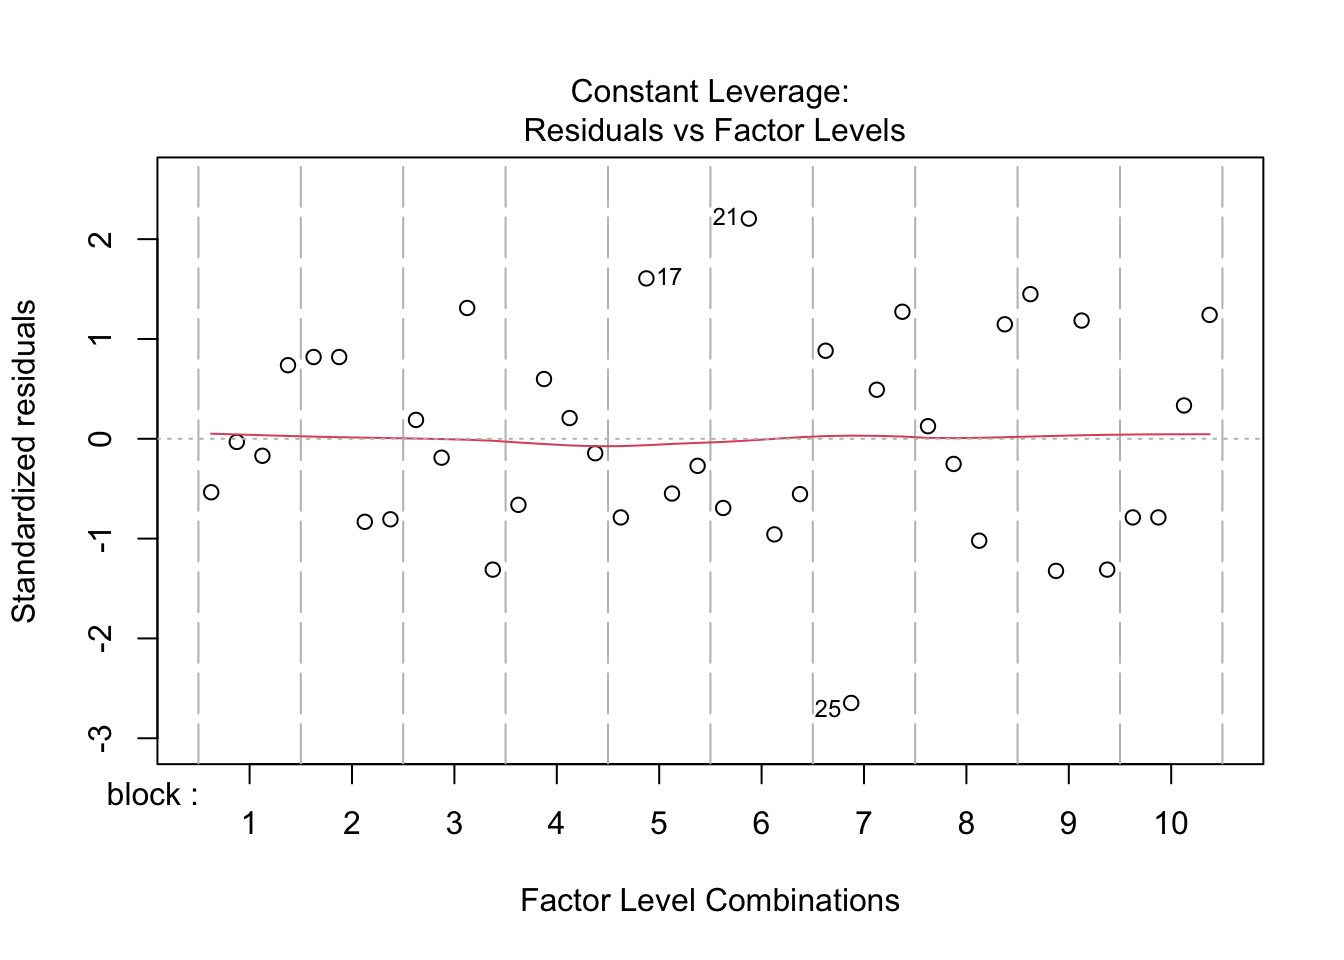 Constant Leverage:
Residuals vs Factor Levels
Standardized residuals
2
1
0
-1
-2
-3
21
17
25
block :
1 2 3 4 5 6 7 8 9 10
Factor Level Combinations